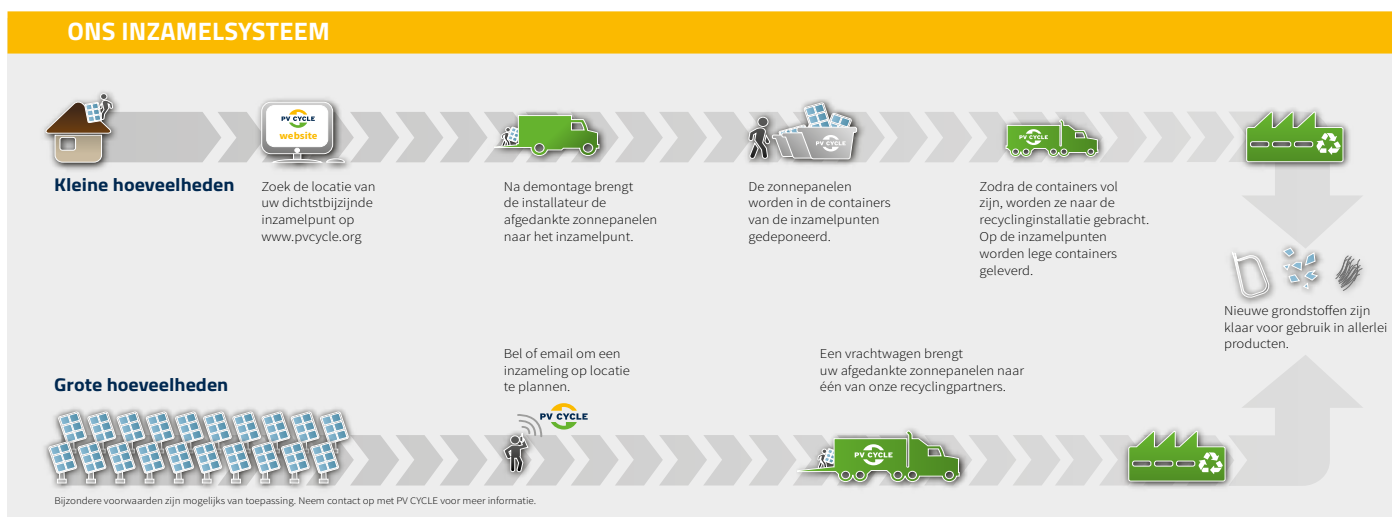 ONS INZAMELSYSTEEM
PV CYCLE
website
PV CYCLE
PV CYCLE
Kleine hoeveelheden
Zoek de locatie van
uw dichtstbijzijnde
inzamelpunt op
www.pvcycle.org
Na demontage brengt
de installateur de
afgedankte zonnepanelen
naar het inzamelpunt.
De zonnepanelen
worden in de containers
van de inzamelpunten
gedeponeerd.
Zodra de containers vol
zijn, worden ze naar de
recyclinginstallatie gebracht.
Op de inzamelpunten
worden lege containers
geleverd.
Nieuwe grondstoffen zijn
klaar voor gebruik in allerlei
producten.
Grote hoeveelheden
Bel of email om een
inzameling op locatie
te plannen.
PV CYCLE
Een vrachtwagen brengt
uw afgedankte zonnepanelen naar
één van onze recyclingpartners.
PV CYCLE
Bijzondere voorwaarden zijn mogelijks van toepassing. Neem contact op met PV CYCLE voor meer informatie.